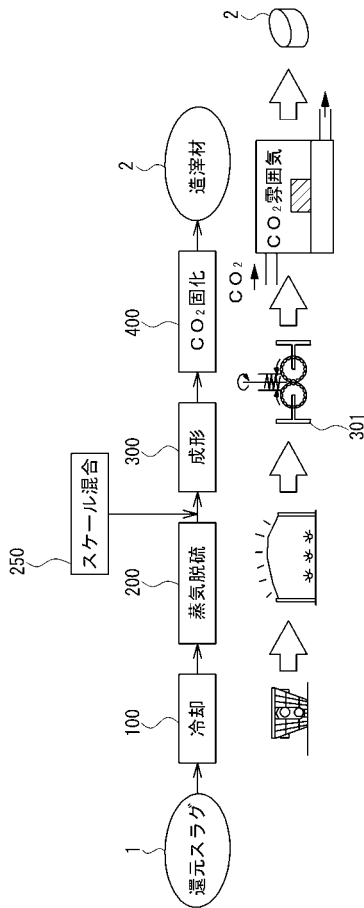 1
還元スラグ
100
冷却
200
蒸気脱硫
250
スケール混合
300
成形
400
CO₂固化
2
造滓材
301
CO₂
CO₂雰囲気
2